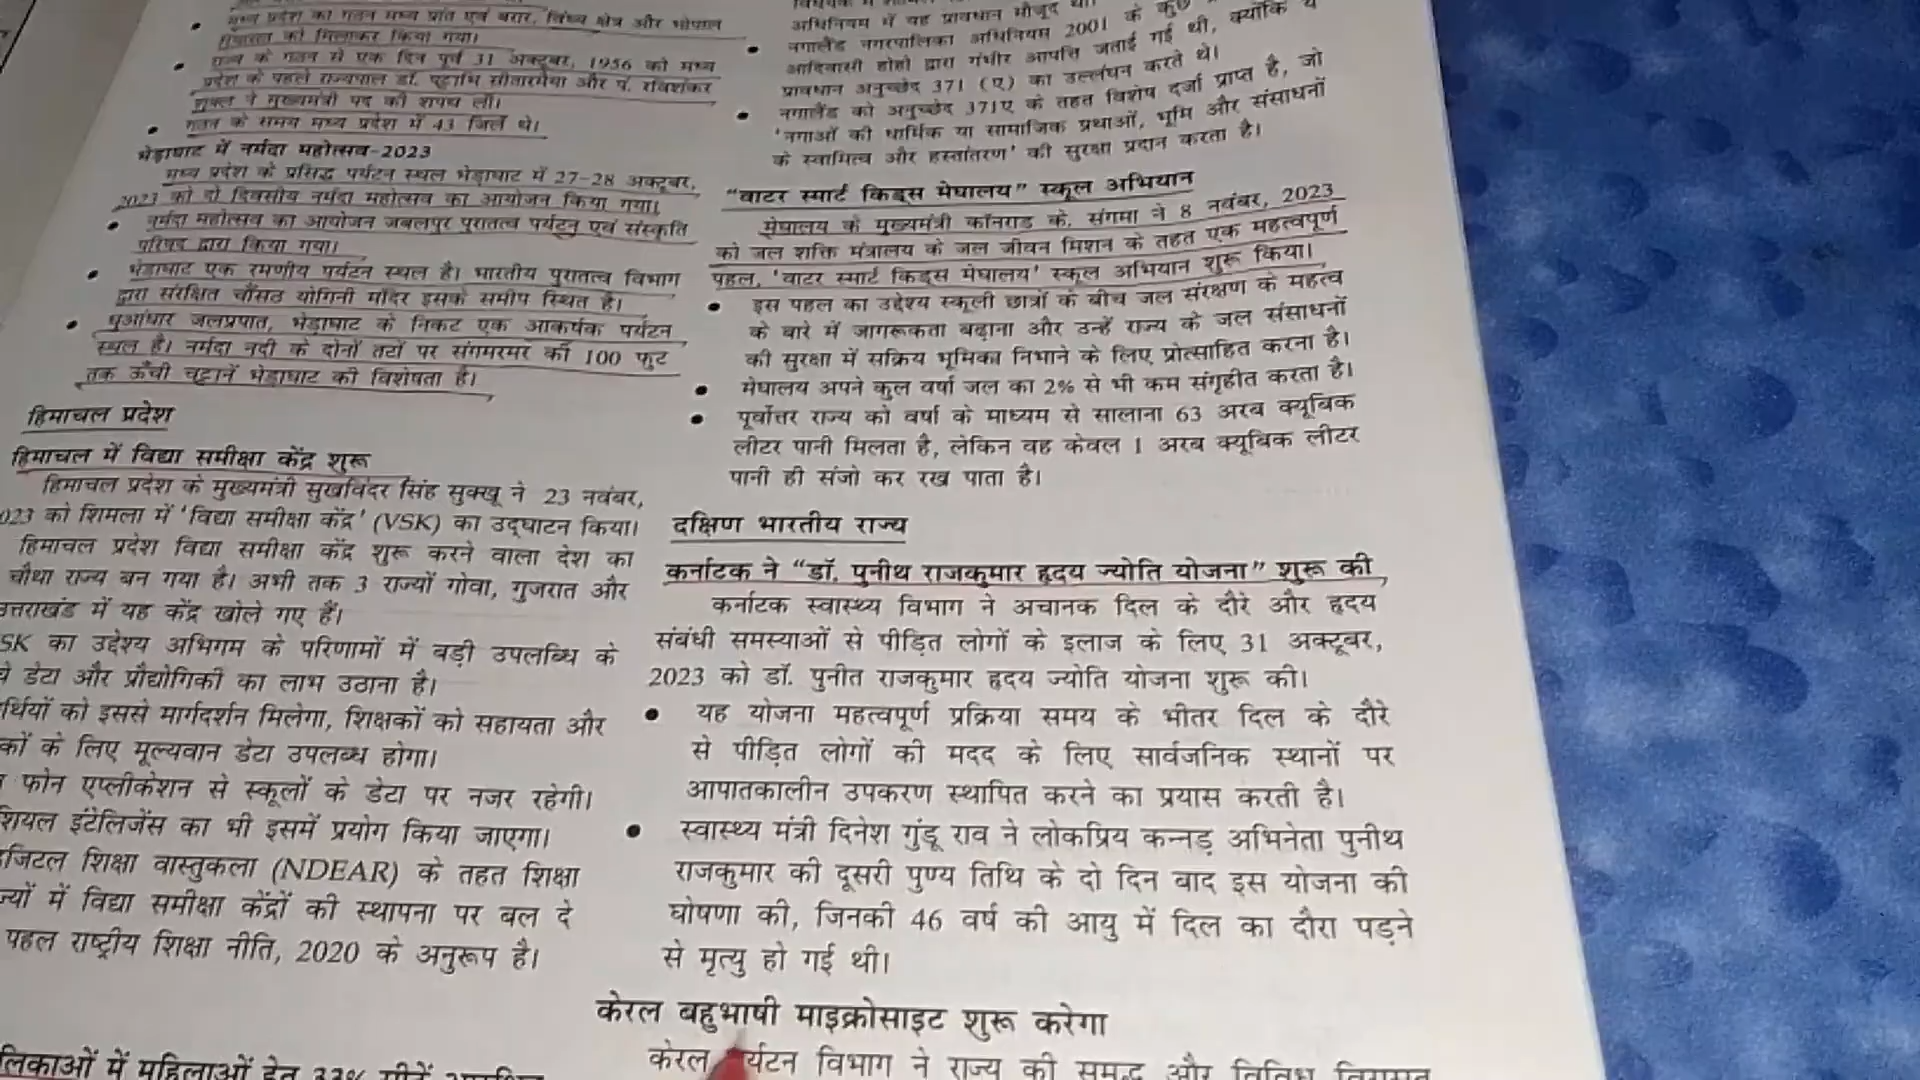 मध्य प्रदेश का गठन मध्य प्रांत एवं बरार, विंध्य क्षेत्र और भोपाल
को मिलाकर किया गया।
राज्य के गठन से एक दिन पूर्व 31 अक्टूबर, 1956 को मध्य
प्रदेश के पहले राज्यपाल डॉ. पट्टाभि सीतारमैया और पं. रविशंकर
शुक्ल ने मुख्यमंत्री पद की शपथ ली।
गठन के समय मध्य प्रदेश में 43 जिले थे।
भेड़ाघाट में नर्मदा महोत्सव-2023
मध्य प्रदेश के प्रसिद्ध पर्यटन स्थल भेड़ाघाट में 27-28 अक्टूबर,
2023 को दो दिवसीय नर्मदा महोत्सव का आयोजन किया गया।
नर्मदा महोत्सव का आयोजन जबलपुर पुरातत्व पर्यटन एवं संस्कृति
परिषद द्वारा किया गया।
भेड़ाघाट एक रमणीय पर्यटन स्थल है। भारतीय पुरातत्व विभाग
द्वारा संरक्षित चौंसठ योगिनी मंदिर इसके समीप स्थित है।
धुआंधार जलप्रपात, भेड़ाघाट के निकट एक आकर्षक पर्यटन
स्थल है। नर्मदा नदी के दोनों तटों पर संगमरमर की 100 फुट
तक ऊँची चट्टानें भेड़ाघाट की विशेषता है।
हिमाचल प्रदेश
हिमाचल में विद्या समीक्षा केंद्र शुरू
हिमाचल प्रदेश के मुख्यमंत्री सुखविंदर सिंह सुक्खू ने 23 नवंबर,
023 को शिमला में 'विद्या समीक्षा केंद्र' (VSK) का उद्घाटन किया।
हिमाचल प्रदेश विद्या समीक्षा केंद्र शुरू करने वाला देश का
चौथा राज्य बन गया है। अभी तक 3 राज्यों गोवा, गुजरात और
उत्तराखंड में यह केंद्र खोले गए हैं।
SK का उद्देश्य अभिगम के परिणामों में बड़ी उपलब्धि के
ये डेटा और प्रौद्योगिकी का लाभ उठाना है।
र्थियों को इससे मार्गदर्शन मिलेगा, शिक्षकों को सहायता और
कों के लिए मूल्यवान डेटा उपलब्ध होगा।
फोन एप्लीकेशन से स्कूलों के डेटा पर नजर रहेगी।
शियल इंटेलिजेंस का भी इसमें प्रयोग किया जाएगा।
जिटल शिक्षा वास्तुकला (NDEAR) के तहत शिक्षा
ज्यों में विद्या समीक्षा केंद्रों की स्थापना पर बल दे
पहल राष्ट्रीय शिक्षा नीति, 2020 के अनुरूप है।
लिकाओं में महिलाओं हेतु 33%
अधिनियम में यह प्रावधान मौजूद था।
नगालैंड नगरपालिका अधिनियम 2001 के कुछ
आदिवासी होहो द्वारा गंभीर आपत्ति जताई गई थी, क्योंकि ये
प्रावधान अनुच्छेद 371 (ए) का उल्लंघन करते थे।
नगालैंड को अनुच्छेद 371ए के तहत विशेष दर्जा प्राप्त है, जो
'नगाओं की धार्मिक या सामाजिक प्रथाओं, भूमि और संसाधनों
के स्वामित्व और हस्तांतरण' की सुरक्षा प्रदान करता है।
"वाटर स्मार्ट किड्स मेघालय" स्कूल अभियान
मेघालय के मुख्यमंत्री कॉनराड के. संगमा ने 8 नवंबर, 2023
को जल शक्ति मंत्रालय के जल जीवन मिशन के तहत एक महत्वपूर्ण
पहल, 'वाटर स्मार्ट किड्स मेघालय' स्कूल अभियान शुरू किया।
इस पहल का उद्देश्य स्कूली छात्रों के बीच जल संरक्षण के महत्व
के बारे में जागरूकता बढ़ाना और उन्हें राज्य के जल संसाधनों
की सुरक्षा में सक्रिय भूमिका निभाने के लिए प्रोत्साहित करना है।
मेघालय अपने कुल वर्षा जल का 2% से भी कम संगृहीत करता है।
पूर्वोत्तर राज्य को वर्षा के माध्यम से सालाना 63 अरब क्यूबिक
लीटर पानी मिलता है, लेकिन वह केवल 1 अरब क्यूबिक लीटर
पानी ही संजो कर रख पाता है।
दक्षिण भारतीय राज्य
कर्नाटक ने "डॉ. पुनीथ राजकुमार हृदय ज्योति योजना" शुरू की
कर्नाटक स्वास्थ्य विभाग ने अचानक दिल के दौरे और हृदय
संबंधी समस्याओं से पीड़ित लोगों के इलाज के लिए 31 अक्टूबर,
2023 को डॉ. पुनीत राजकुमार हृदय ज्योति योजना शुरू की।
यह योजना महत्वपूर्ण प्रक्रिया समय के भीतर दिल के दौरे
से पीड़ित लोगों की मदद के लिए सार्वजनिक स्थानों पर
आपातकालीन उपकरण स्थापित करने का प्रयास करती है।
स्वास्थ्य मंत्री दिनेश गुंडू राव ने लोकप्रिय कन्नड़ अभिनेता पुनीथ
राजकुमार की दूसरी पुण्य तिथि के दो दिन बाद इस योजना की
घोषणा की, जिनकी 46 वर्ष की आयु में दिल का दौरा पड़ने
से मृत्यु हो गई थी।
केरल बहुभाषी माइक्रोसाइट शुरू करेगा
केरल र्यटन विभाग ने राज्य की समृद्ध और विविध विरासत